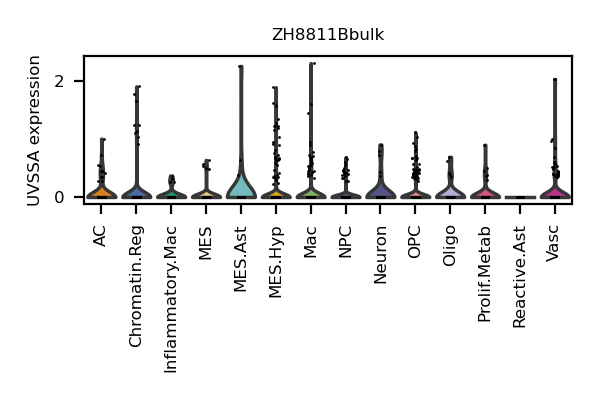 ZH8811Bbulk
UVSSA expression
2
0
AC
Chromatin.Reg
Inflammatory.Mac
MES
MES.Ast
MES.Hyp
Mac
NPC
Neuron
OPC
Oligo
Prolif.Metab
Reactive.Ast
Vasc